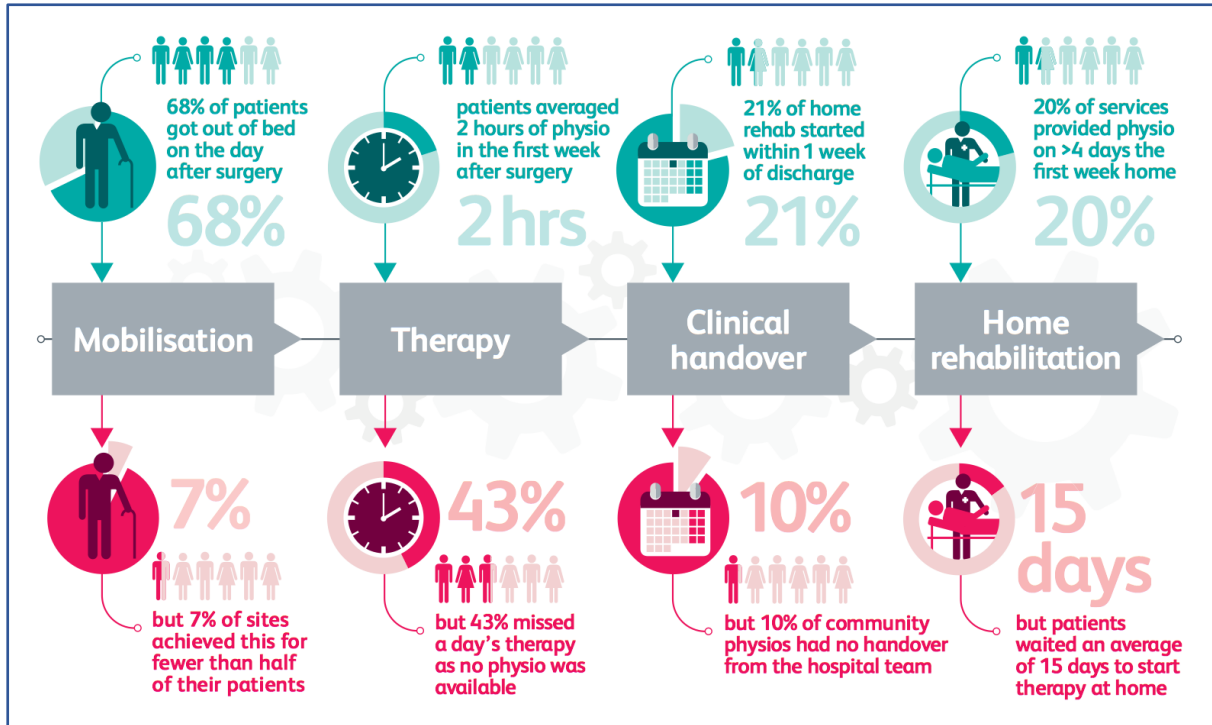 68% of patients
got out of bed
on the day
after surgery
68%
patients averaged
2 hours of physio
in the first week
after surgery
2 hrs
21% of home
rehab started
within 1 week
of discharge
21%
20% of services
provided physio
on >4 days the
first week home
20%
Mobilisation
Therapy
Clinical
handover
Home
rehabilitation
7%
but 7% of sites
achieved this for
fewer than half
of their patients
43%
but 43% missed
a day's therapy
as no physio was
available
10%
but 10% of community
physios had no handover
from the hospital team
15
days
but patients
waited an average
of 15 days to start
therapy at home